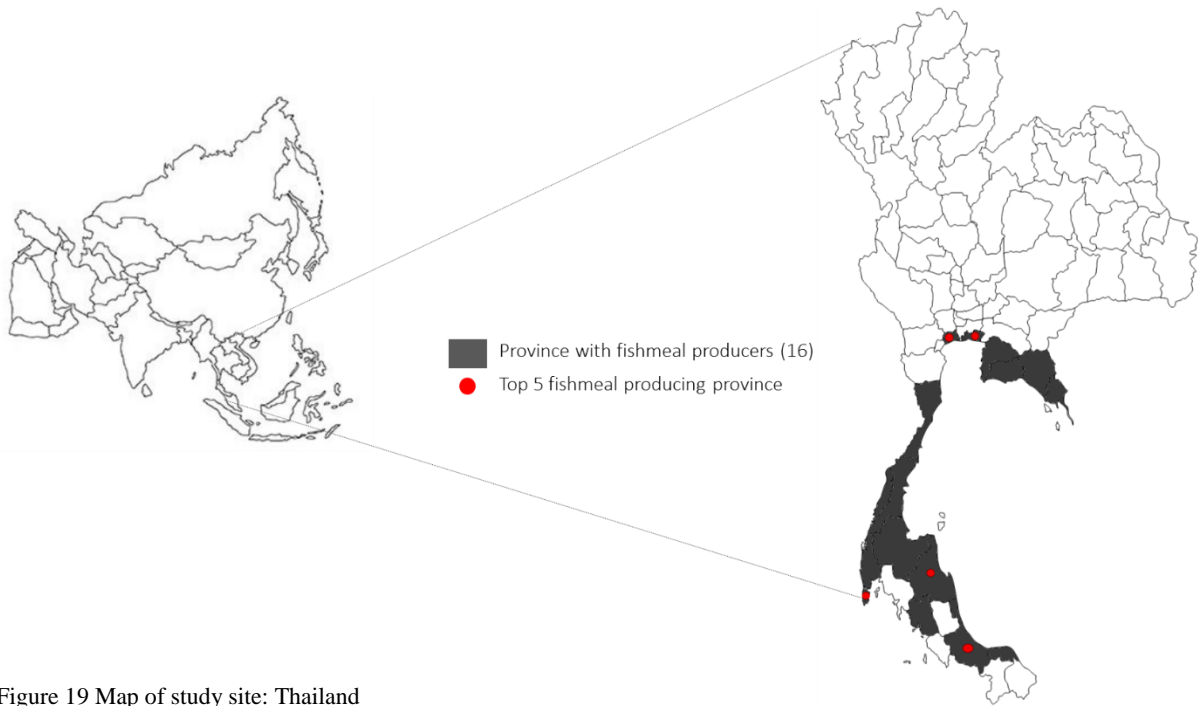 Province with fishmeal producers (16)
Top 5 fishmeal producing province
Figure 19 Map of study site: Thailand